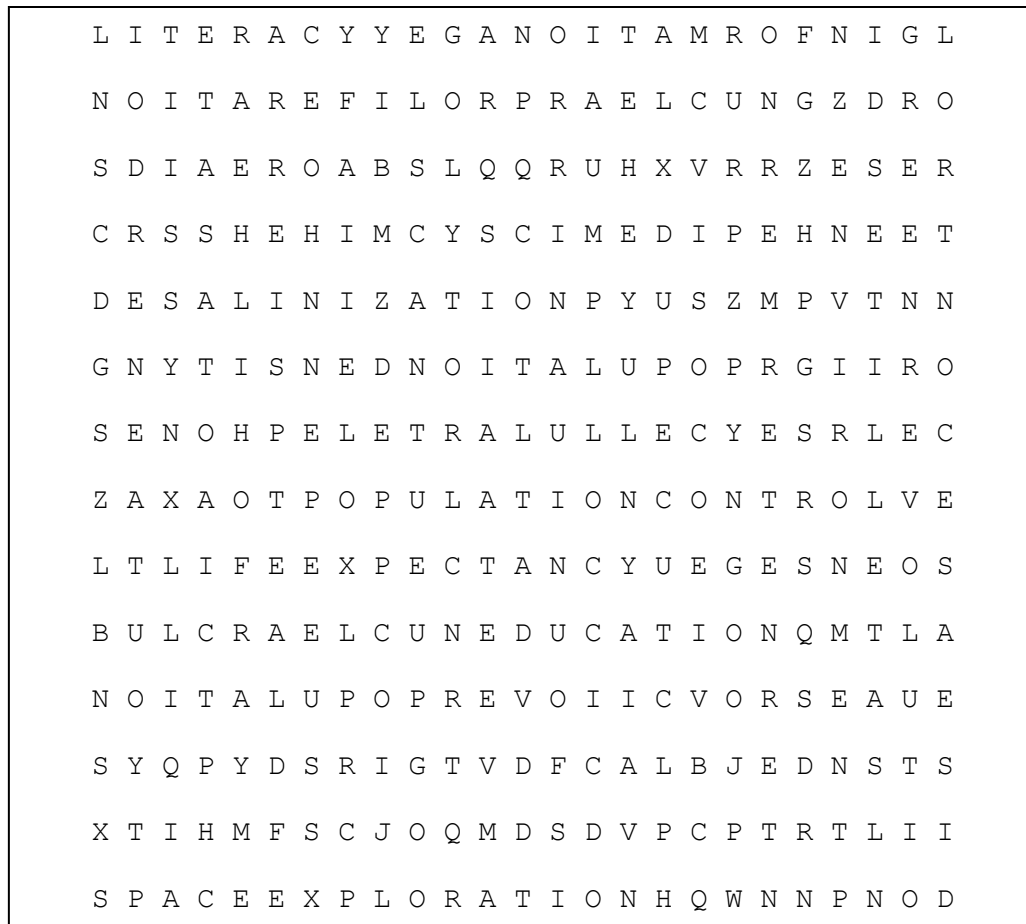 L I T E R A C Y Y E G A N O I T A M R O F N I G L
N O I T A R E F I L O R P R A E L C U N G Z D R O
S D I A E R O A B S L Q Q R U H X V R R Z E S E R
C R S S H E H I M C Y S C I M E D I P E H N E E T
D E S A L I N I Z A T I O N P Y U S Z M P V T N N
G N Y T I S N E D N O I T A L U P O P R G I I R O
S E N O H P E L E T R A L U L L E C Y E S R L E C
Z A X A O T P O P U L A T I O N C O N T R O L V E
L T L I F E E X P E C T A N C Y U E G E S N E O S
B U L C R A E L C U N E D U C A T I O N Q M T L A
N O I T A L U P O P R E V O I I C V O R S E A U E
S Y Q P Y D S R I G T V D F C A L B J E D N S T S
X T I H M F S C J O Q M D S D V P C P T R T L I I
S P A C E E X P L O R A T I O N H Q W N N P N O D